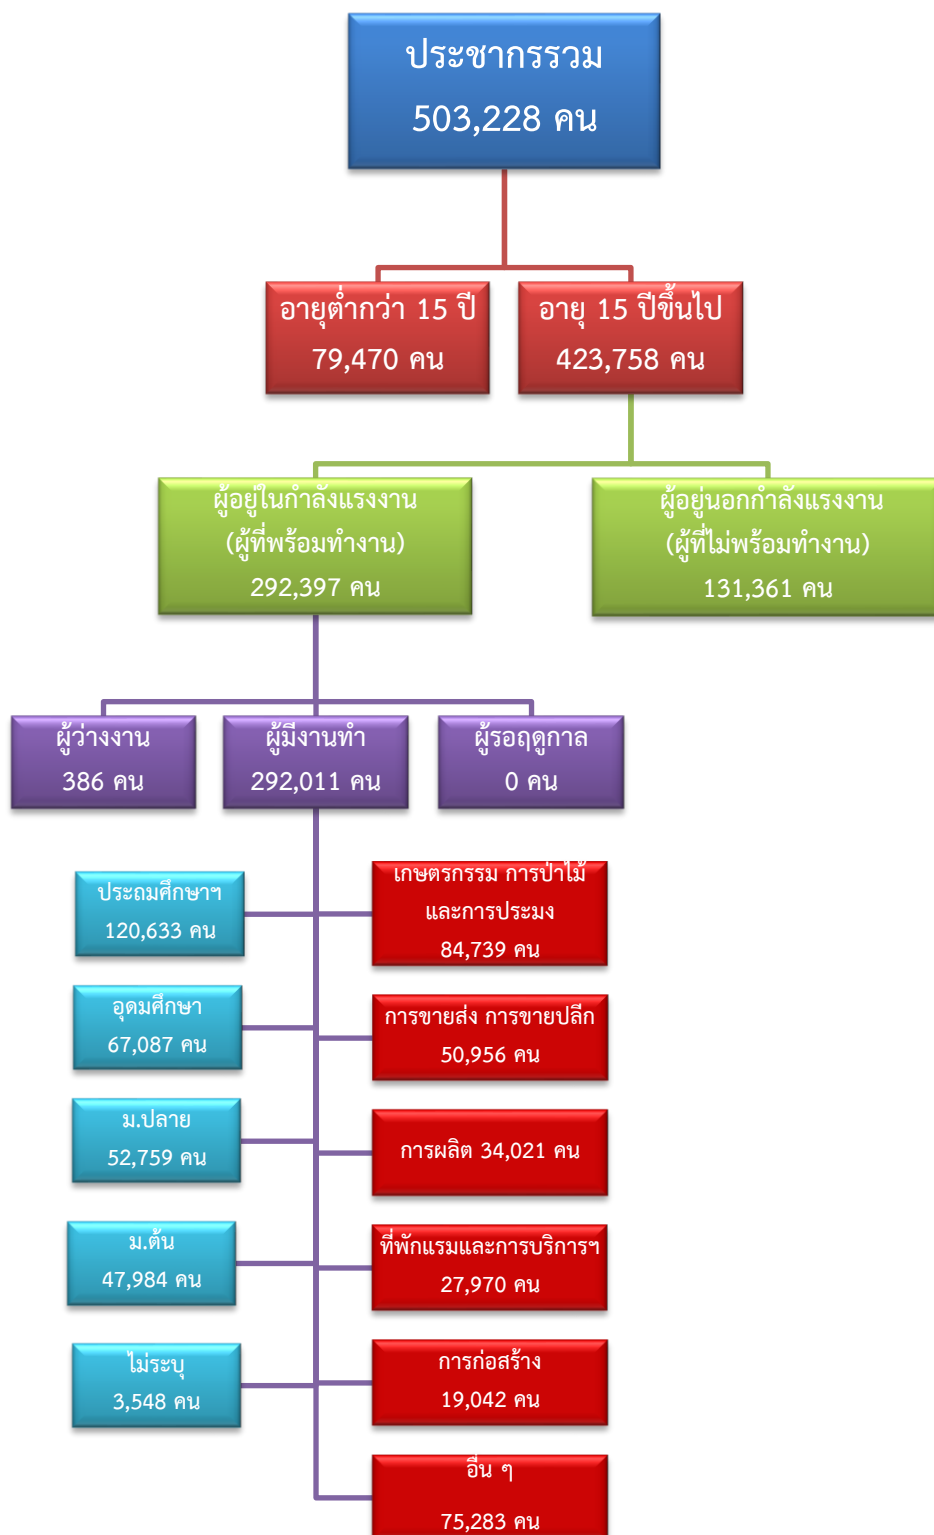 ประชากรรวม
503,228 คน
อายุต่ำกว่า 15 ปี
79,470 คน
อายุ 15 ปีขึ้นไป
423,758 คน
ผู้อยู่ในกำลังแรงงาน
(ผู้ที่พร้อมทำงาน)
292,397 คน
ผู้อยู่นอกกำลังแรงงาน
(ผู้ที่ไม่พร้อมทำงาน)
131,361 คน
ผู้ว่างงาน
386 คน
ผู้มีงานทำ
292,011 คน
ผู้รอฤดูกาล
0 คน
ประถมศึกษาฯ
120,633 คน
อุดมศึกษา
67,087 คน
ม.ปลาย
52,759 คน
ม.ต้น
47,984 คน
ไม่ระบุ
3,548 คน
เกษตรกรรม การป่าไม้
และการประมง
84,739 คน
การขายส่ง การขายปลีก
50,956 คน
การผลิต 34,021 คน
ที่พักแรมและการบริการฯ
27,970 คน
การก่อสร้าง
19,042 คน
อื่น ๆ
75,283 คน